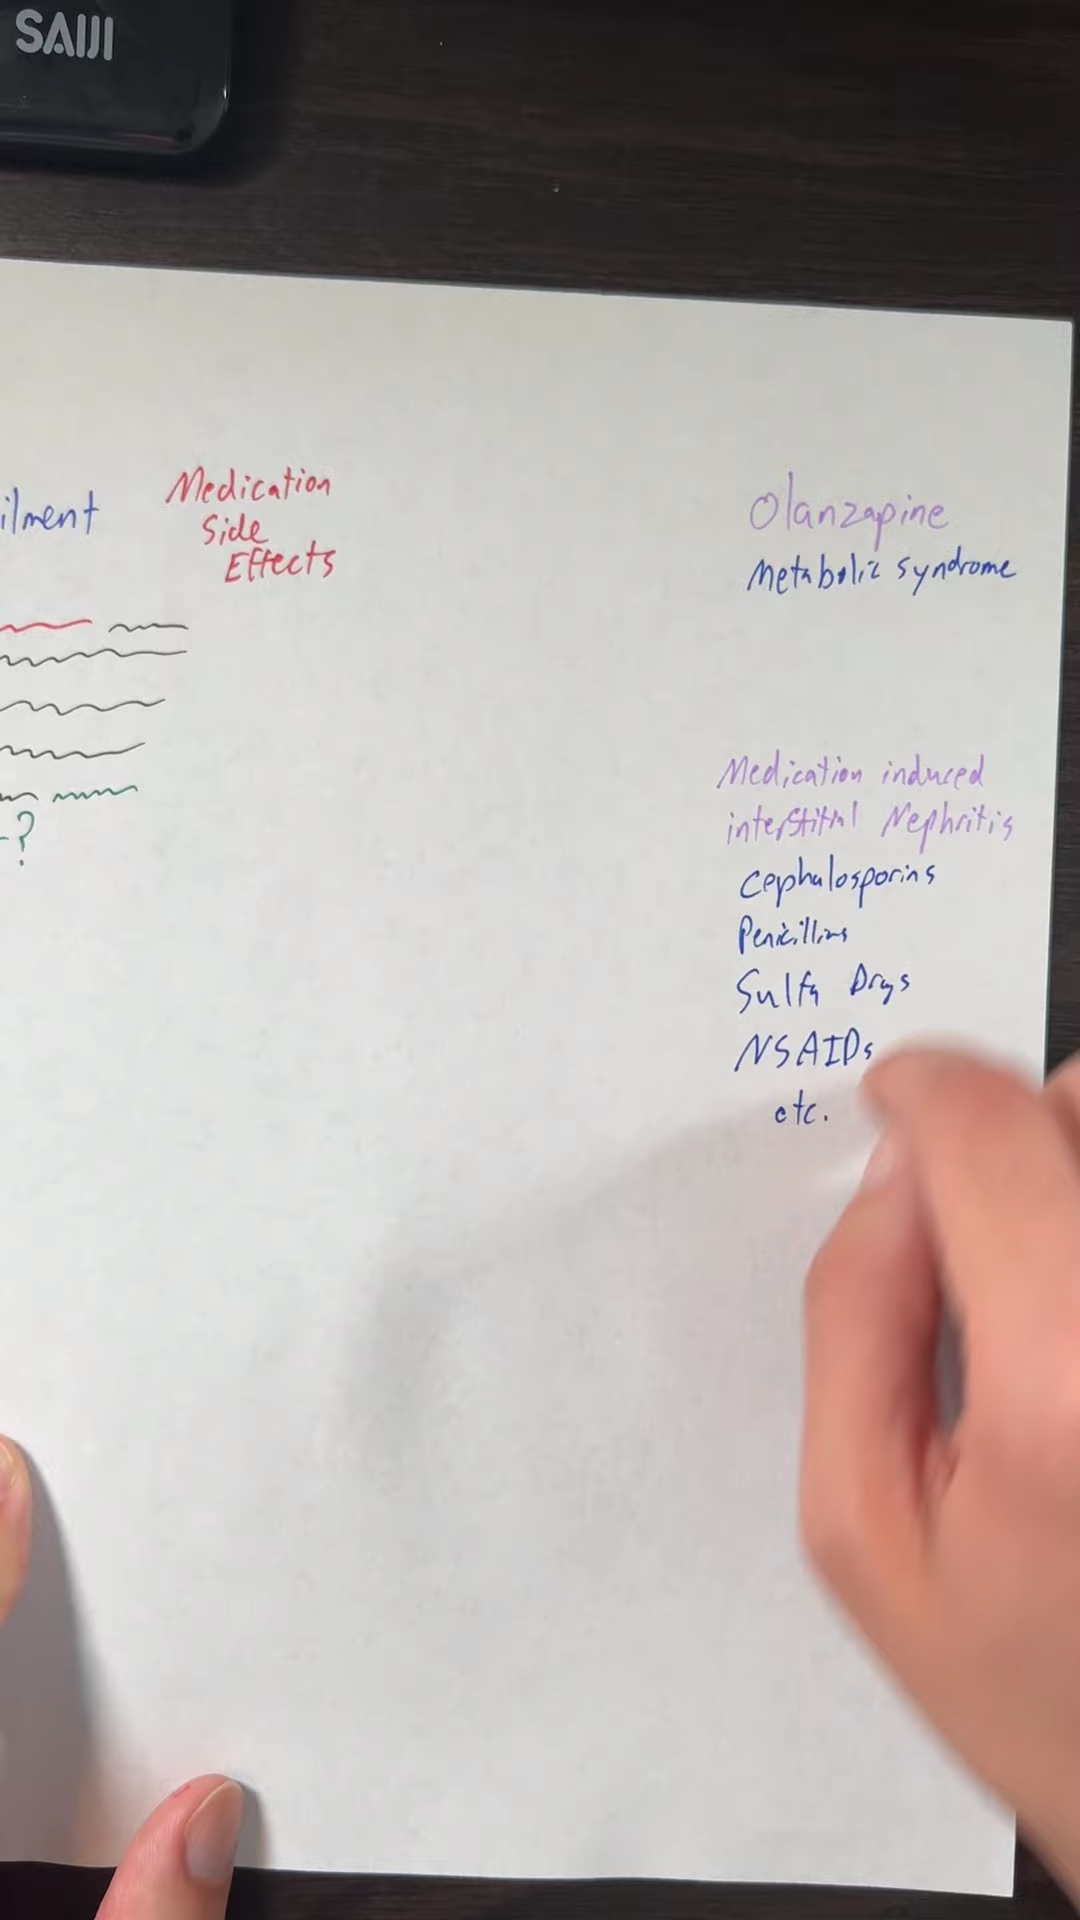 SAIJI
ilment
Medication
Side
Effects
-?
Olanzapine
Metabolic syndrome
Medication induced
interstitial Nephritis
Cephalosporins
Penicillins
Sulfa Drugs
NSAIDs
etc.